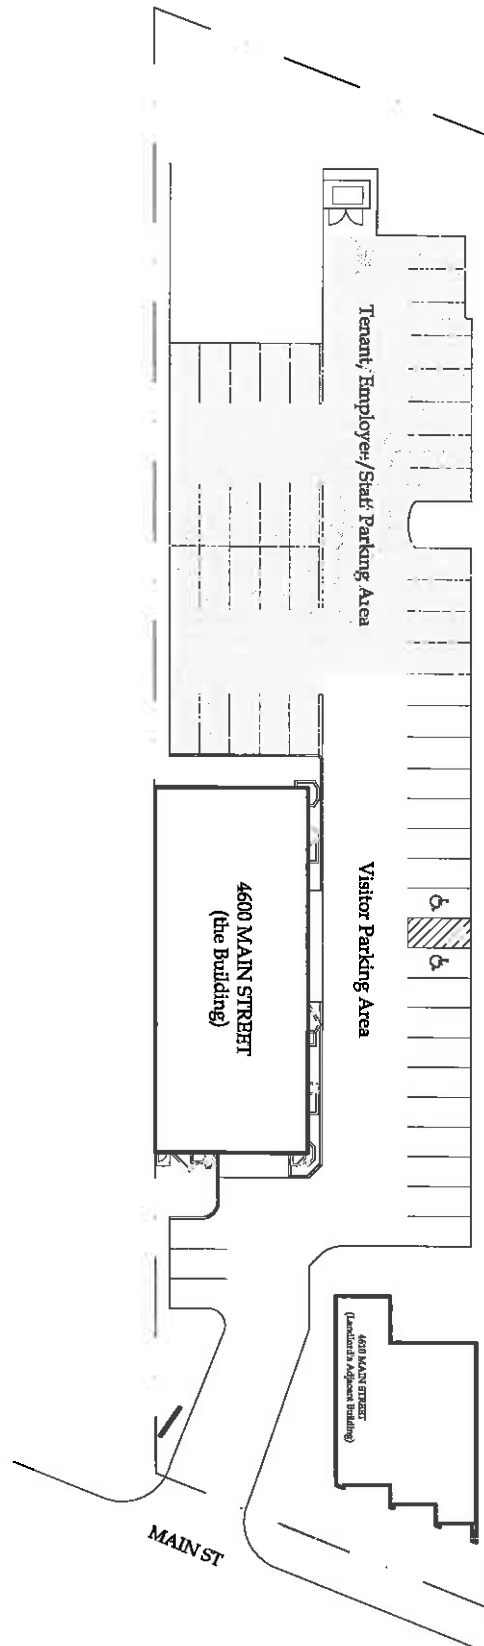 Tenant/Employee/Staff Parking Area
Visitor Parking Area
4600 MAIN STREET
(the Building)
4610 MAIN STREET
(Landlord's Adjacent Building)
MAIN ST